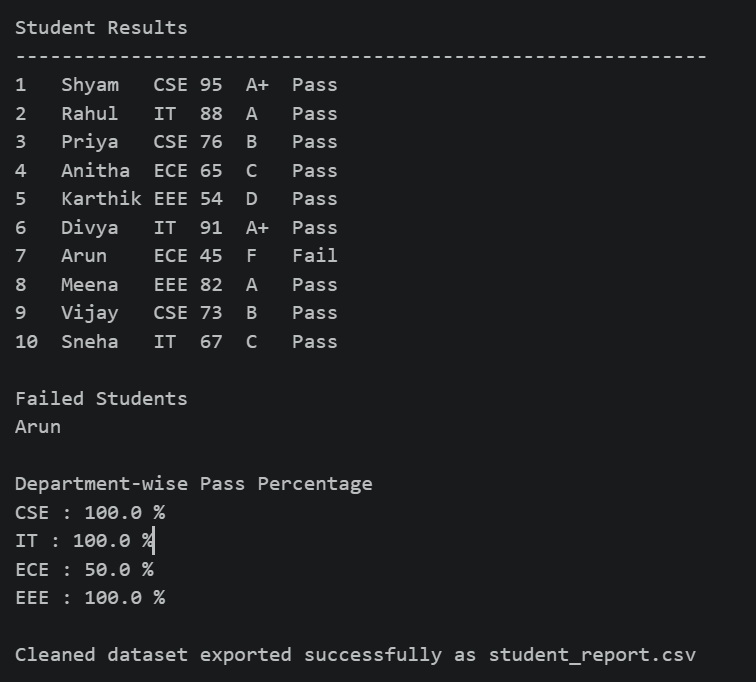 Student Results
------------------------------------------------------------
1   Shyam   CSE 95  A+  Pass
2   Rahul   IT  88  A   Pass
3   Priya   CSE 76  B   Pass
4   Anitha  ECE 65  C   Pass
5   Karthik EEE 54  D   Pass
6   Divya   IT  91  A+  Pass
7   Arun    ECE 45  F   Fail
8   Meena   EEE 82  A   Pass
9   Vijay   CSE 73  B   Pass
10  Sneha   IT  67  C   Pass
Failed Students
Arun
Department-wise Pass Percentage
CSE : 100.0 %
IT : 100.0 %
ECE : 50.0 %
EEE : 100.0 %
Cleaned dataset exported successfully as student_report.csv